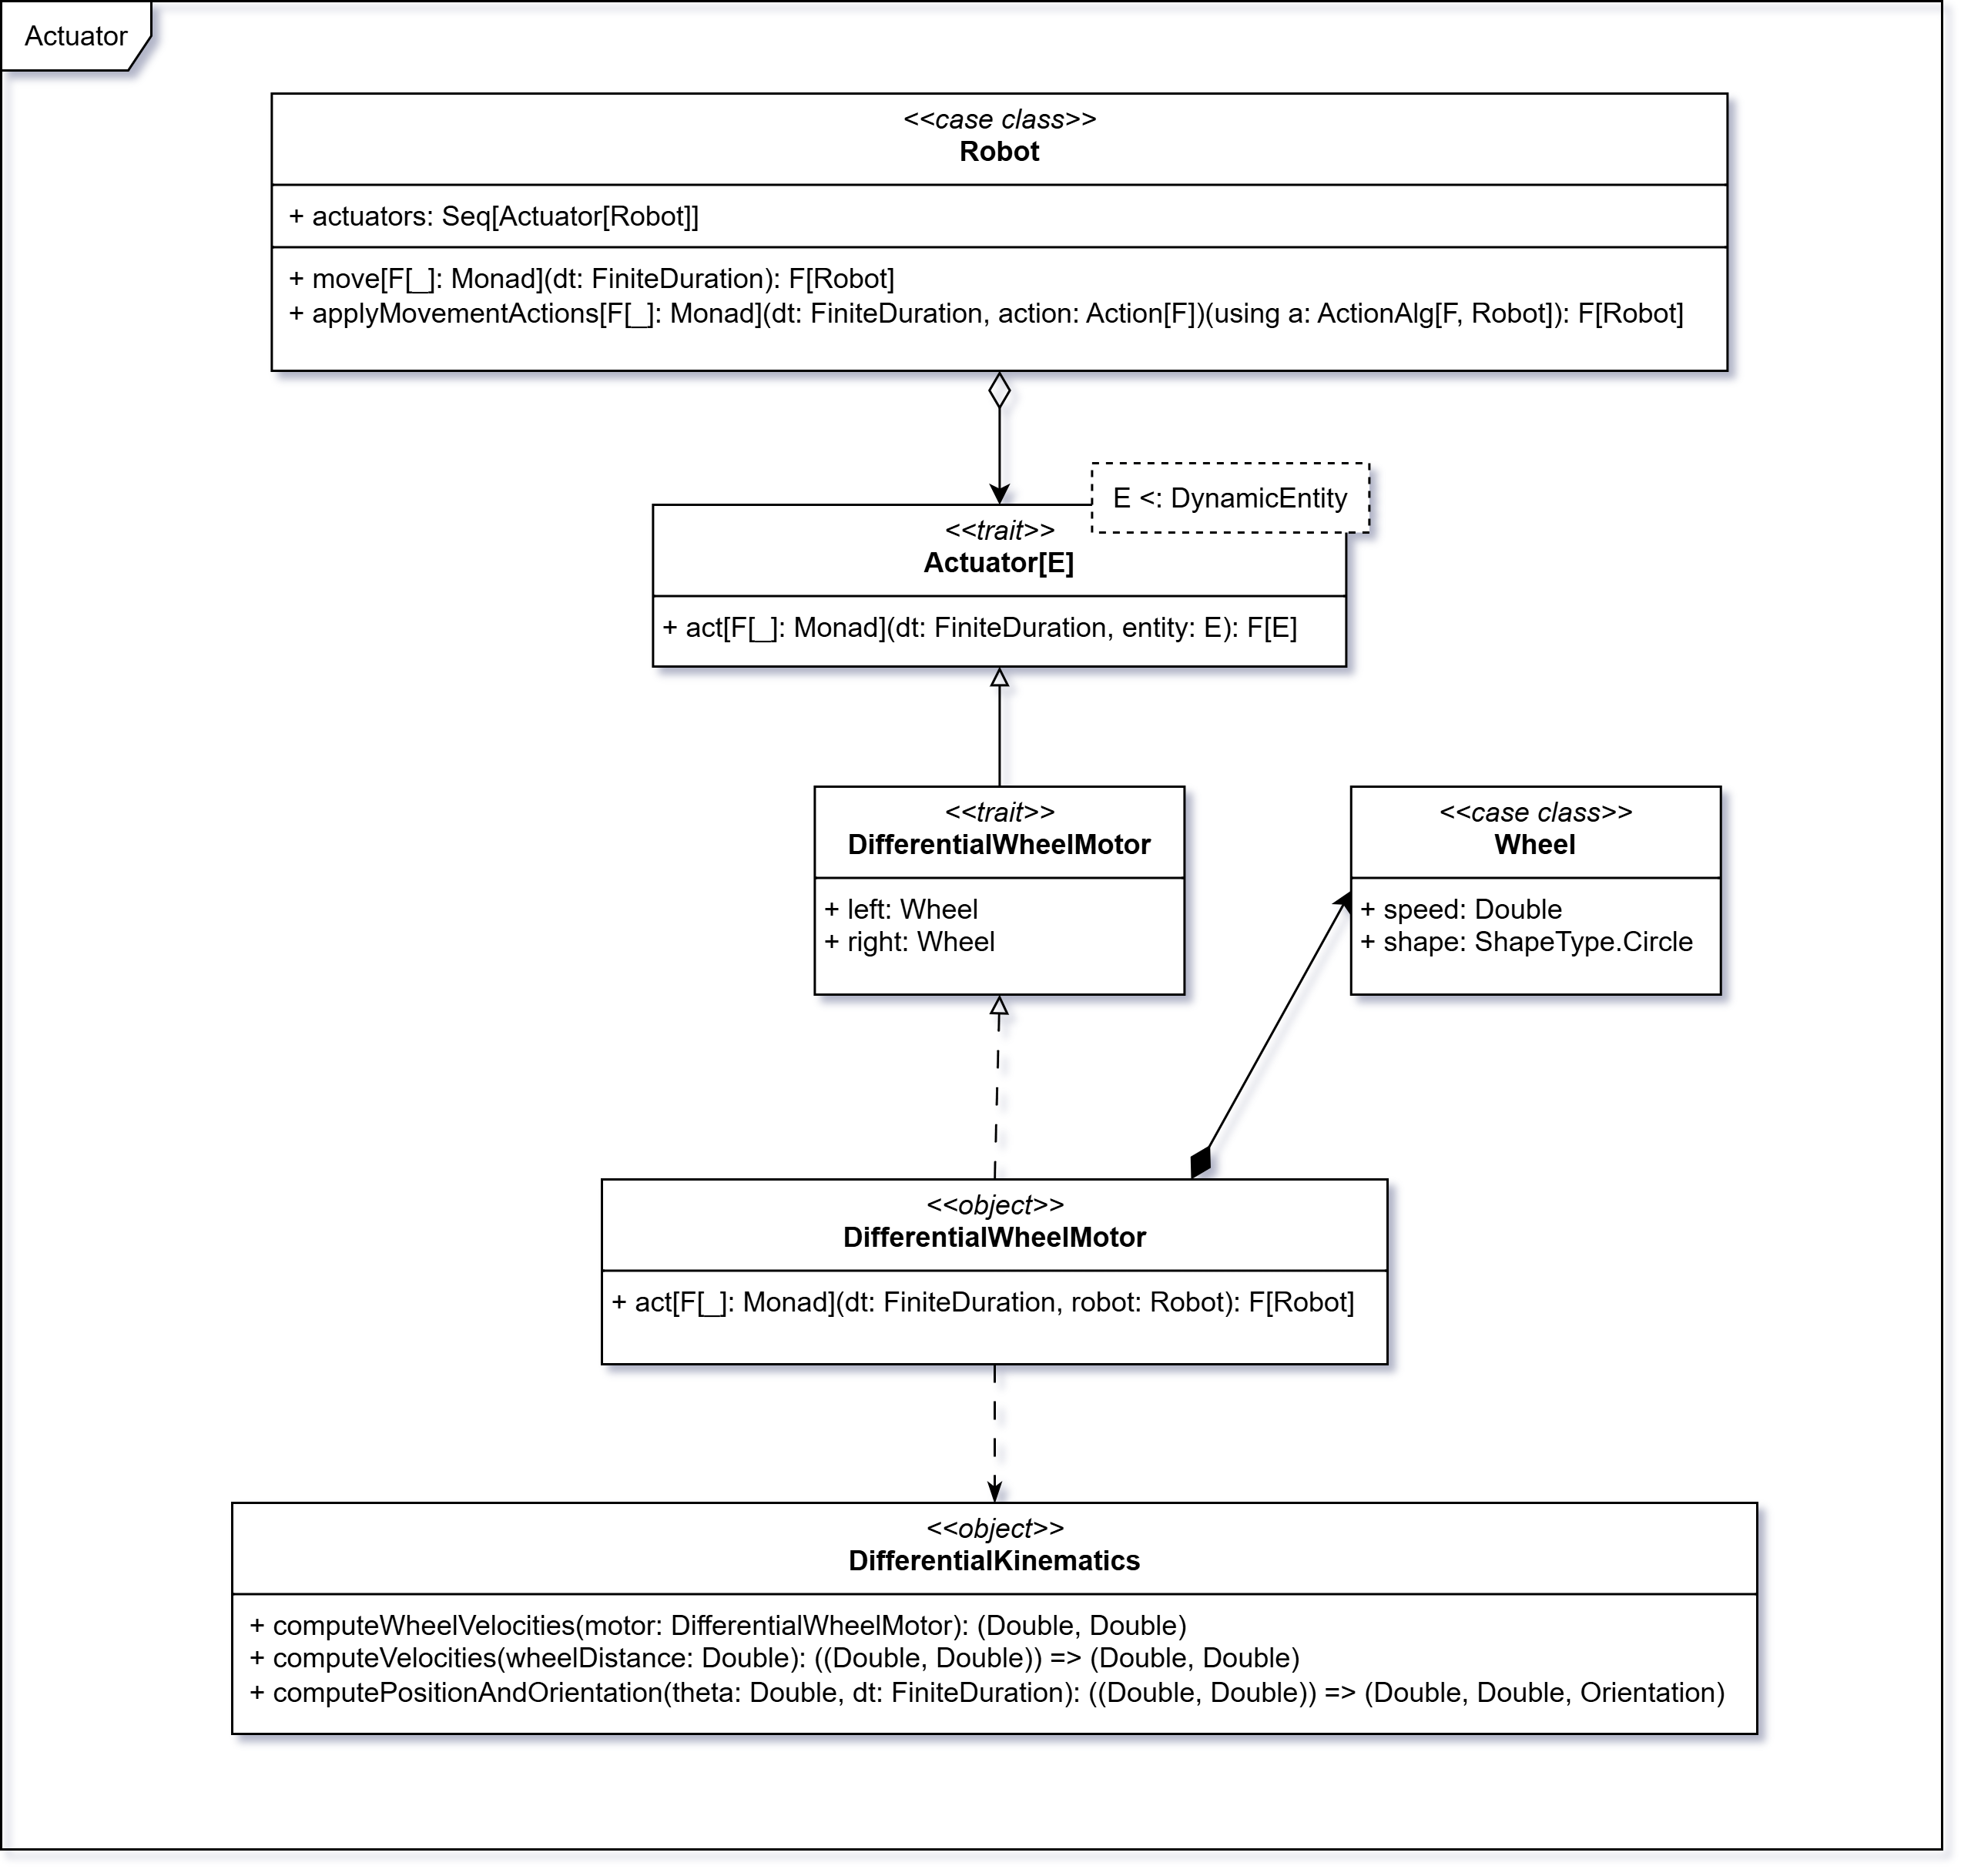 Actuator
<<case class>>
Robot
+ actuators: Seq[Actuator[Robot]]
+ move[F[_]: Monad](dt: FiniteDuration): F[Robot]
+ applyMovementActions[F[_]: Monad](dt: FiniteDuration, action: Action[F])(using a: ActionAlg[F, Robot]): F[Robot]
E <: DynamicEntity
<<trait>>
Actuator[E]
+ act[F[_]: Monad](dt: FiniteDuration, entity: E): F[E]
<<trait>>
DifferentialWheelMotor
+ left: Wheel
+ right: Wheel
<<case class>>
Wheel
+ speed: Double
+ shape: ShapeType.Circle
<<object>>
DifferentialWheelMotor
+ act[F[_]: Monad](dt: FiniteDuration, robot: Robot): F[Robot]
<<object>>
DifferentialKinematics
+ computeWheelVelocities(motor: DifferentialWheelMotor): (Double, Double)
+ computeVelocities(wheelDistance: Double): ((Double, Double)) => (Double, Double)
+ computePositionAndOrientation(theta: Double, dt: FiniteDuration): ((Double, Double)) => (Double, Double, Orientation)